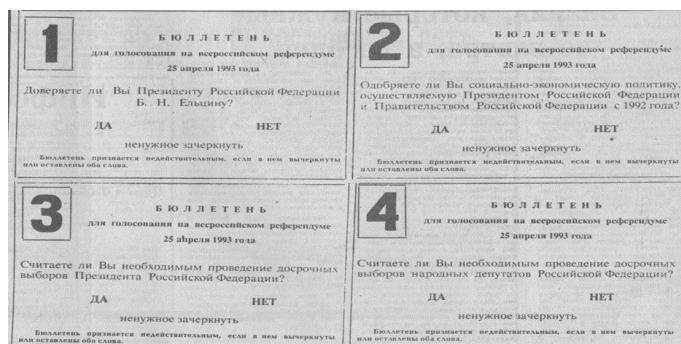 1
БЮЛЛЕТЕНЬ
для голосования на всероссийском референдуме
25 апреля 1993 года
Доверяете ли Вы Президенту Российской Федерации
Б. Н. Ельцину?
ДА НЕТ
ненужное зачеркнуть
Бюллетень признается недействительным, если в нем вычеркнуты
или оставлены оба слова.
2
БЮЛЛЕТЕНЬ
для голосования на всероссийском референдуме
25 апреля 1993 года
Одобряете ли Вы социально-экономическую политику,
осуществляемую Президентом Российской Федерации
и Правительством Российской Федерации с 1992 года?
ДА НЕТ
ненужное зачеркнуть
Бюллетень признается недействительным, если в нем вычеркнуты
или оставлены оба слова.
3
БЮЛЛЕТЕНЬ
для голосования на всероссийском референдуме
25 апреля 1993 года
Считаете ли Вы необходимым проведение досрочных
выборов Президента Российской Федерации?
ДА НЕТ
ненужное зачеркнуть
Бюллетень признается недействительным, если в нем вычеркнуты
или оставлены оба слова.
4
БЮЛЛЕТЕНЬ
для голосования на всероссийском референдуме
25 апреля 1993 года
Считаете ли Вы необходимым проведение досрочных
выборов народных депутатов Российской Федерации?
ДА НЕТ
ненужное зачеркнуть
Бюллетень признается недействительным, если в нем вычеркнуты
или оставлены оба слова.